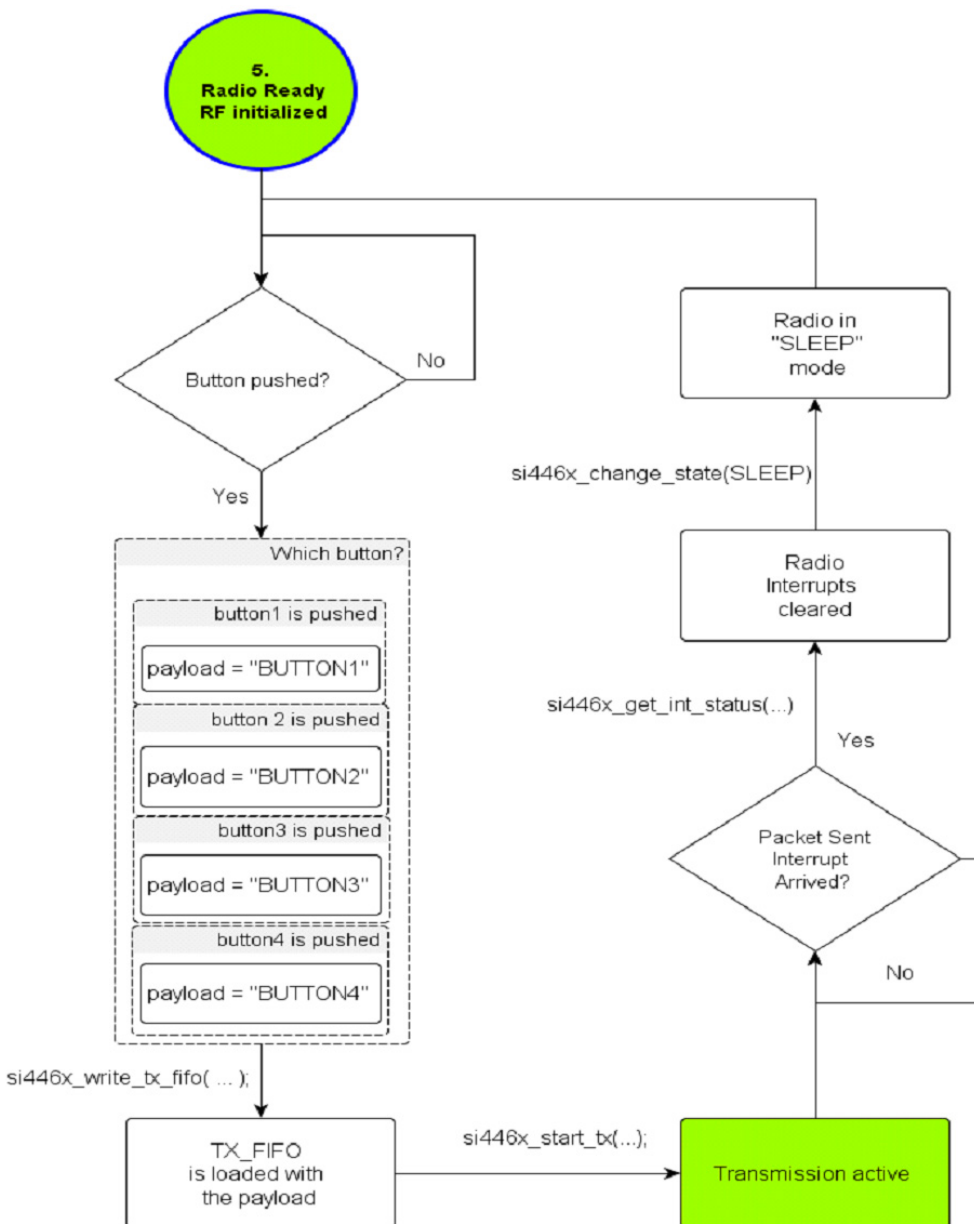 5.
Radio Ready
RF initialized
Button pushed?
No
Yes
Which button?
button1 is pushed
payload = "BUTTON1"
button 2 is pushed
payload = "BUTTON2"
button3 is pushed
payload = "BUTTON3"
button4 is pushed
payload = "BUTTON4"
si446x_write_tx_fifo( ... );
TX_FIFO
is loaded with
the payload
si446x_start_tx(...);
Transmission active
No
Packet Sent
Interrupt
Arrived?
Yes
si446x_get_int_status(...)
Radio
Interrupts
cleared
si446x_change_state(SLEEP)
Radio in
"SLEEP"
mode